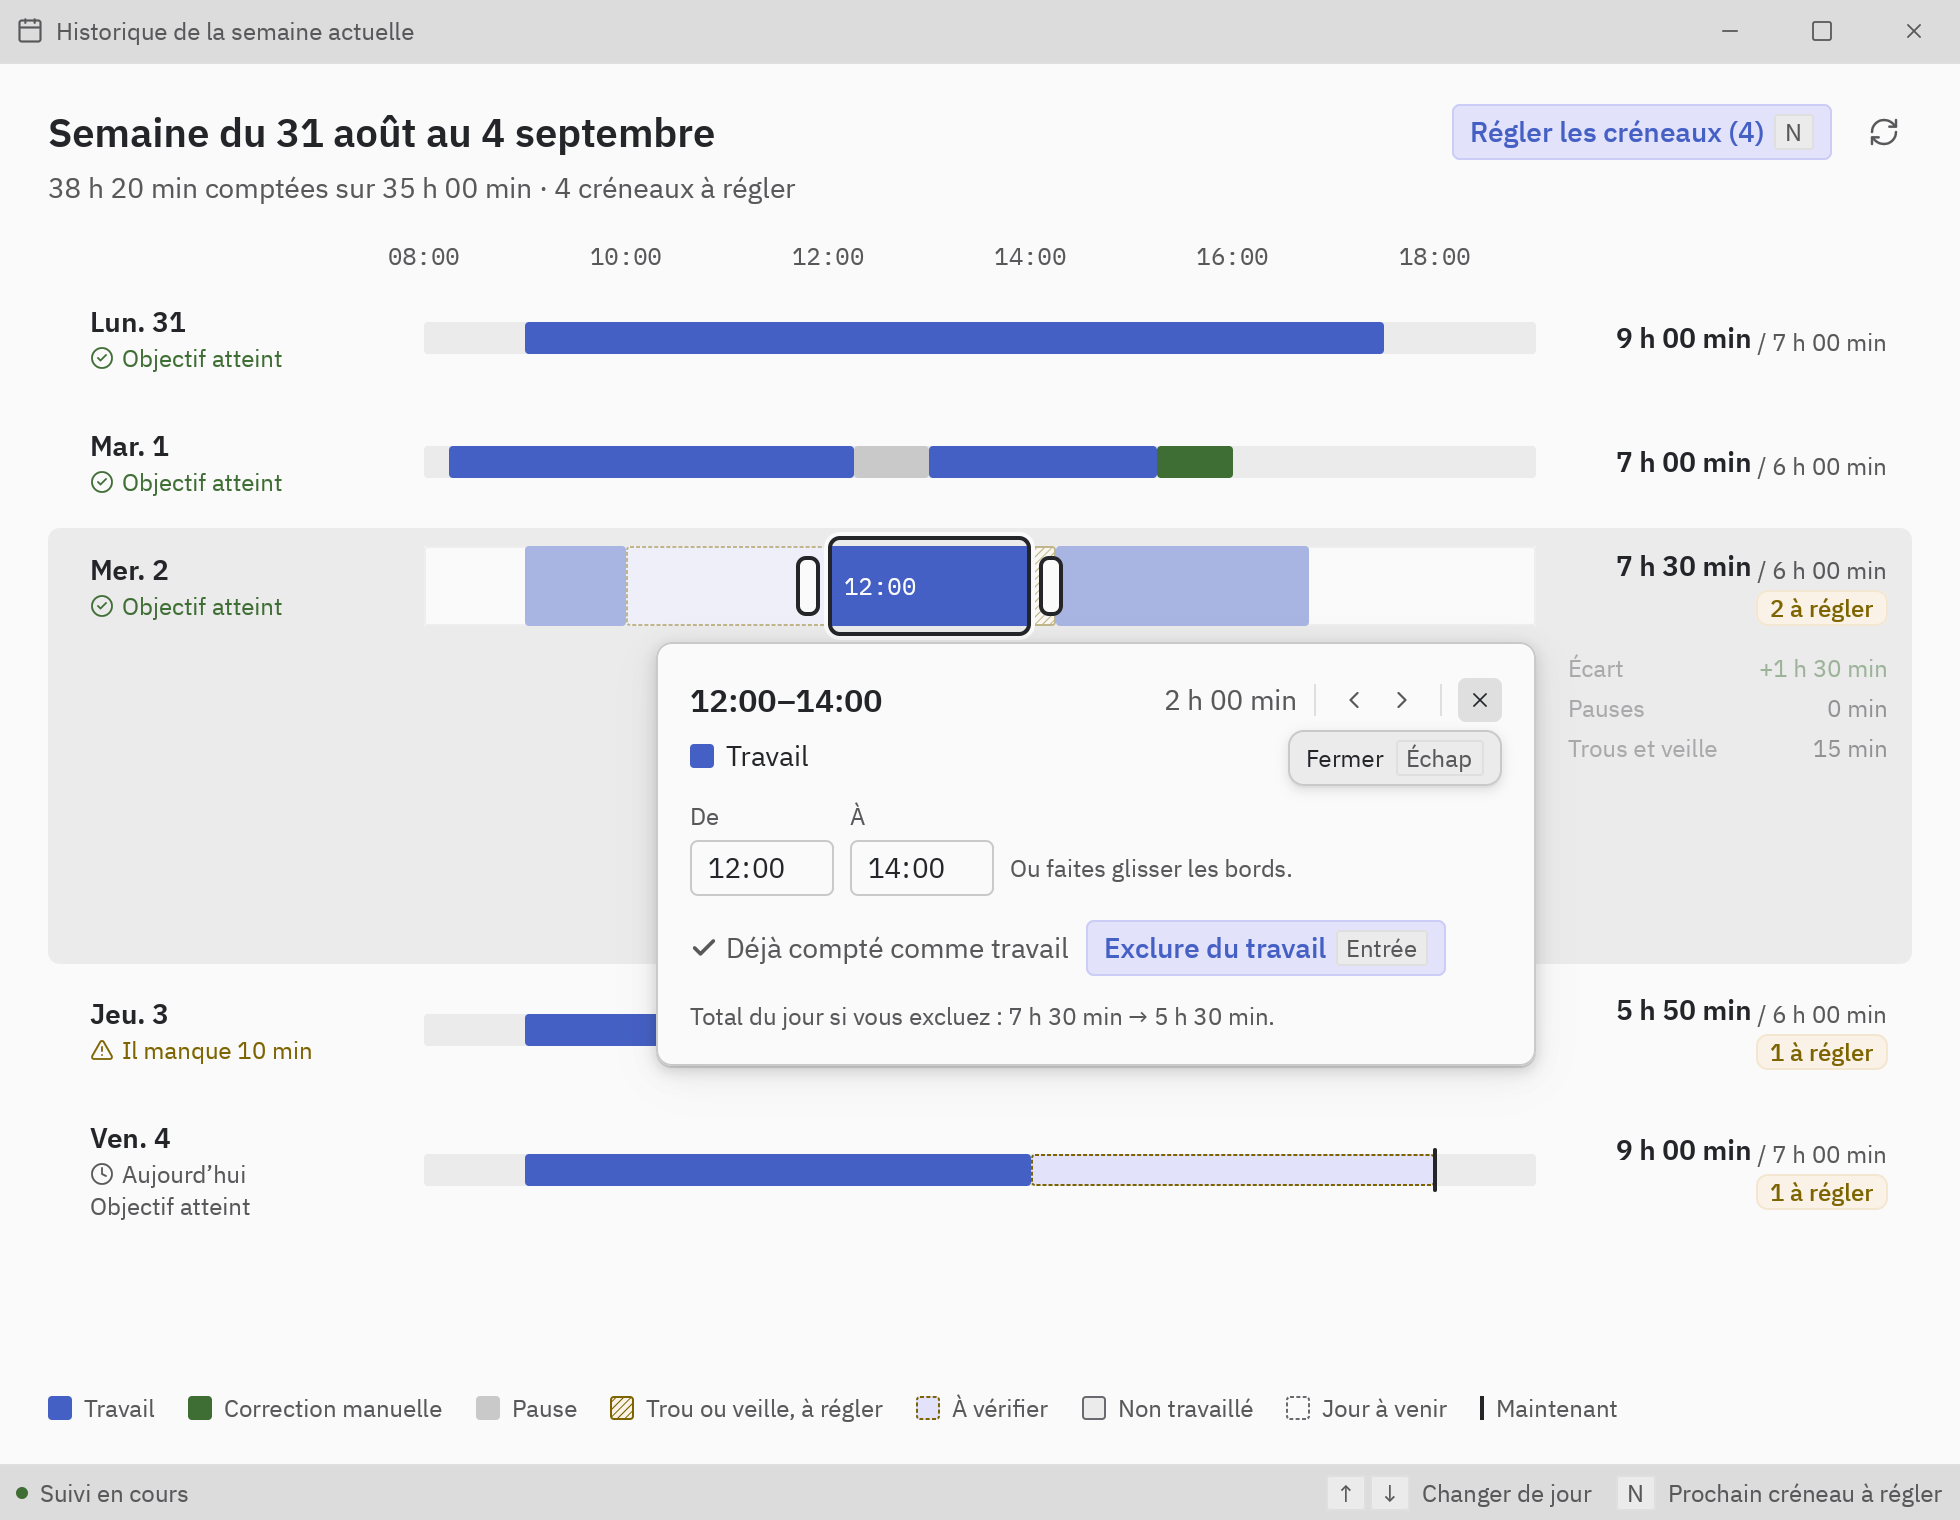 Historique de la semaine actuelle
Semaine du 31 août au 4 septembre
Régler les créneaux (4) N
38 h 20 min comptées sur 35 h 00 min · 4 créneaux à régler
08:00 10:00 12:00 14:00 16:00 18:00
Lun. 31
Objectif atteint
9 h 00 min / 7 h 00 min
Mar. 1
Objectif atteint
7 h 00 min / 6 h 00 min
Mer. 2
Objectif atteint
12:00
7 h 30 min / 6 h 00 min
2 à régler
Écart +1 h 30 min
Pauses 0 min
Trous et veille 15 min
12:00–14:00 2 h 00 min
Travail
Fermer Échap
De À
12:00 14:00 Ou faites glisser les bords.
Déjà compté comme travail Exclure du travail Entrée
Total du jour si vous excluez : 7 h 30 min → 5 h 30 min.
Jeu. 3
Il manque 10 min
5 h 50 min / 6 h 00 min
1 à régler
Ven. 4
Aujourd’hui
Objectif atteint
9 h 00 min / 7 h 00 min
1 à régler
Travail Correction manuelle Pause Trou ou veille, à régler À vérifier Non travaillé Jour à venir Maintenant
Suivi en cours
↑ ↓ Changer de jour N Prochain créneau à régler